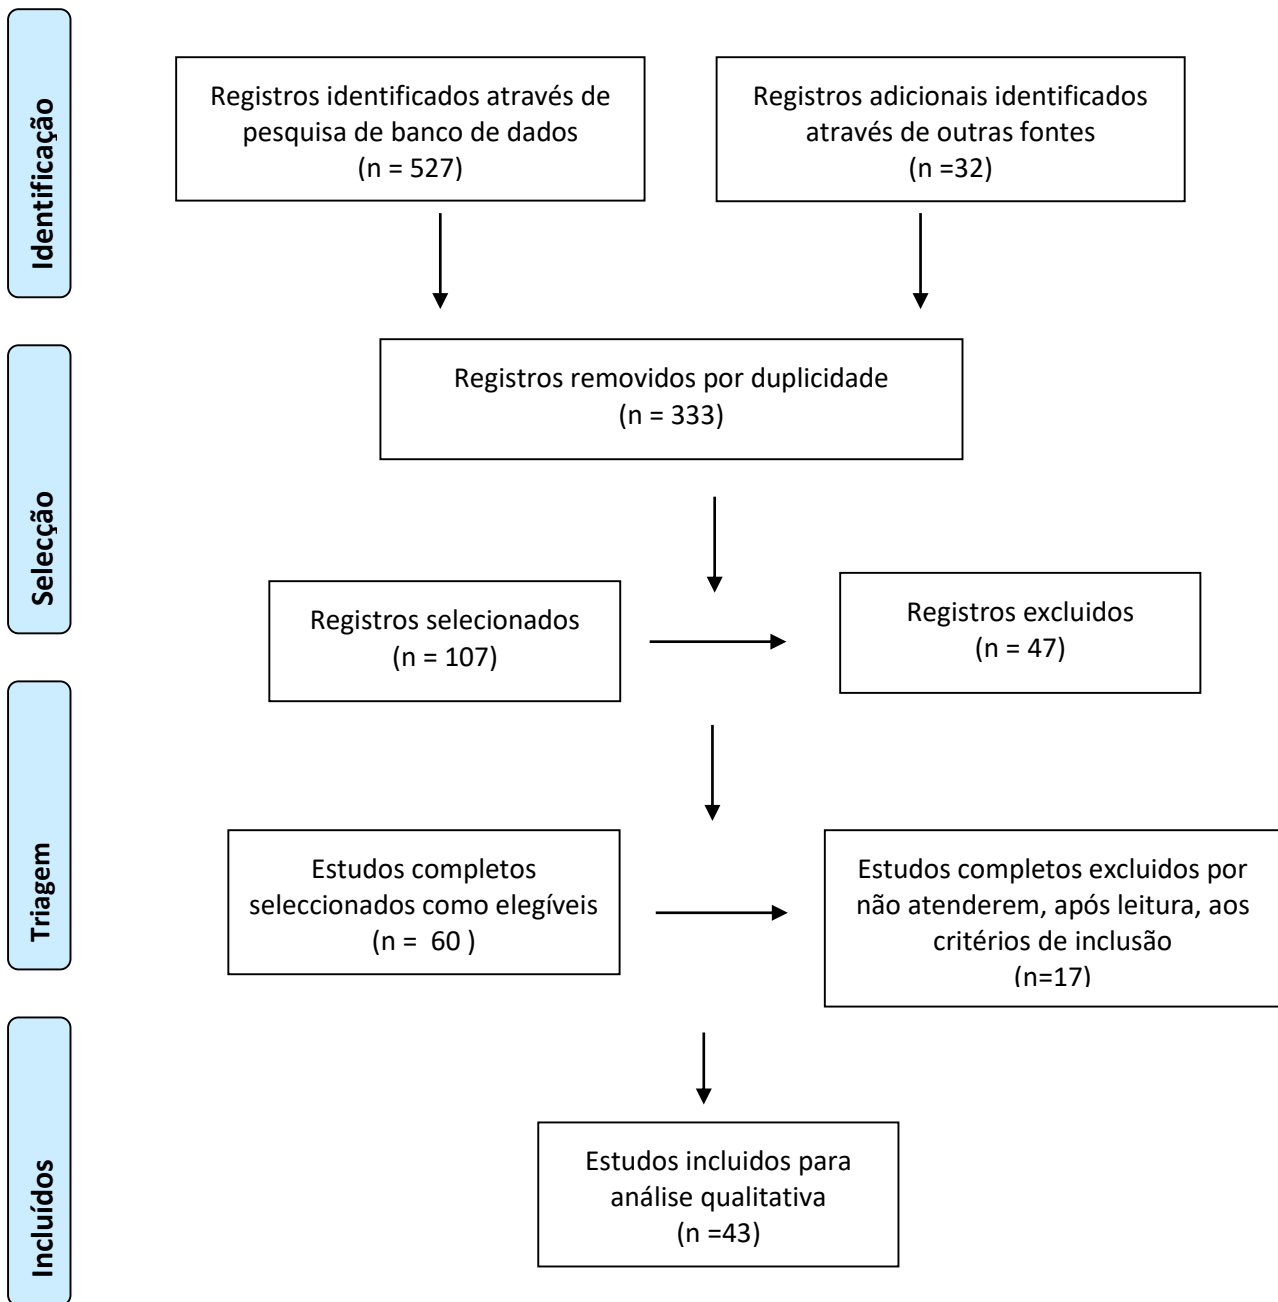 Identificação
Registros identificados através de
pesquisa de banco de dados
(n = 527)
Registros adicionais identificados
através de outras fontes
(n =32)
Selecção
Registros removidos por duplicidade
(n = 333)
Registros selecionados
(n = 107)
Registros excluidos
(n = 47)
Triagem
Estudos completos
seleccionados como elegíveis
(n =  60 )
Estudos completos excluidos por
não atenderem, após leitura, aos
critérios de inclusão
(n=17)
Incluídos
Estudos incluidos para
análise qualitativa
(n =43)